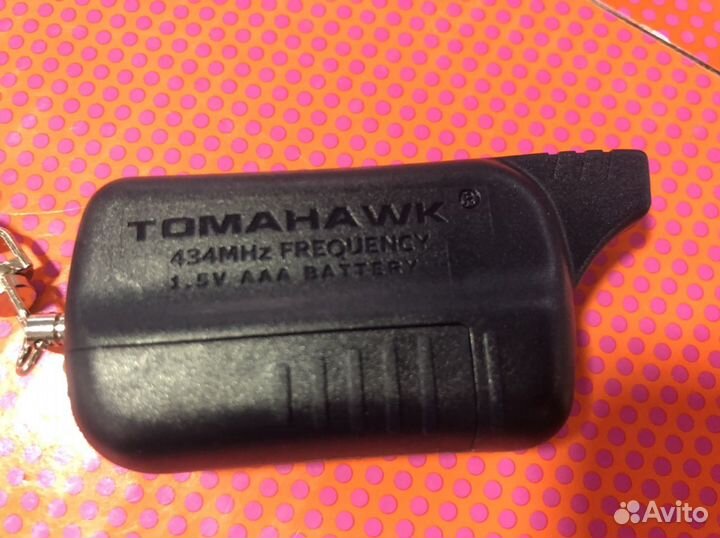 TOMAHAWK ®
434MHz FREQUENCY
1.5V AAA BATTERY
Avito